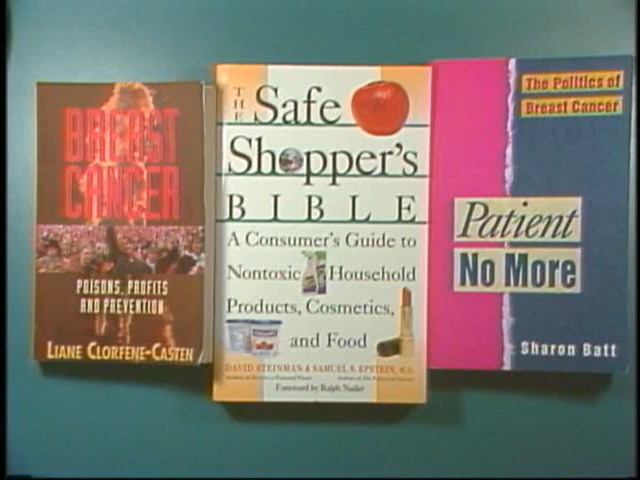 BREAST
CANCER
POISONS, PROFITS
AND PREVENTION
LIANE CLORFENE-CASTEN
THE
Safe
Shopper's
BIBLE
A Consumer's Guide to
Nontoxic Household
Products, Cosmetics,
and Food
DAVID STEINMAN & SAMUEL S. EPSTEIN, M.D.
Foreword by Ralph Nader
The Politics of
Breast Cancer
Patient
No More
Sharon Batt